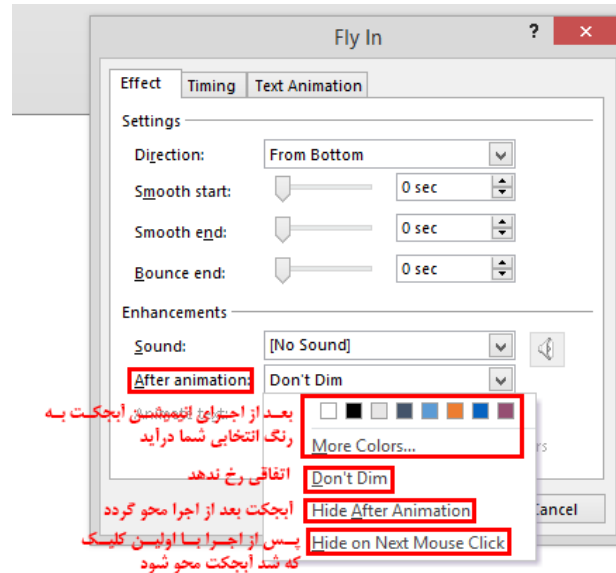 Fly In
? ×
Effect Timing Text Animation
Settings
Direction: From Bottom
Smooth start: 0 sec
Smooth end: 0 sec
Bounce end: 0 sec
Enhancements
Sound: [No Sound]
After animation: Don't Dim
بعد از اجرای انیمیشن آبجکت به
رنگ انتخابی شما درآید
More Colors...
rs
اتفاقی رخ ندهد
Don't Dim
آبجکت بعد از اجرا محو گردد
Hide After Animation
Cancel
پس از اجرا با اولین کلیک
که شد آبجکت محو شود
Hide on Next Mouse Click